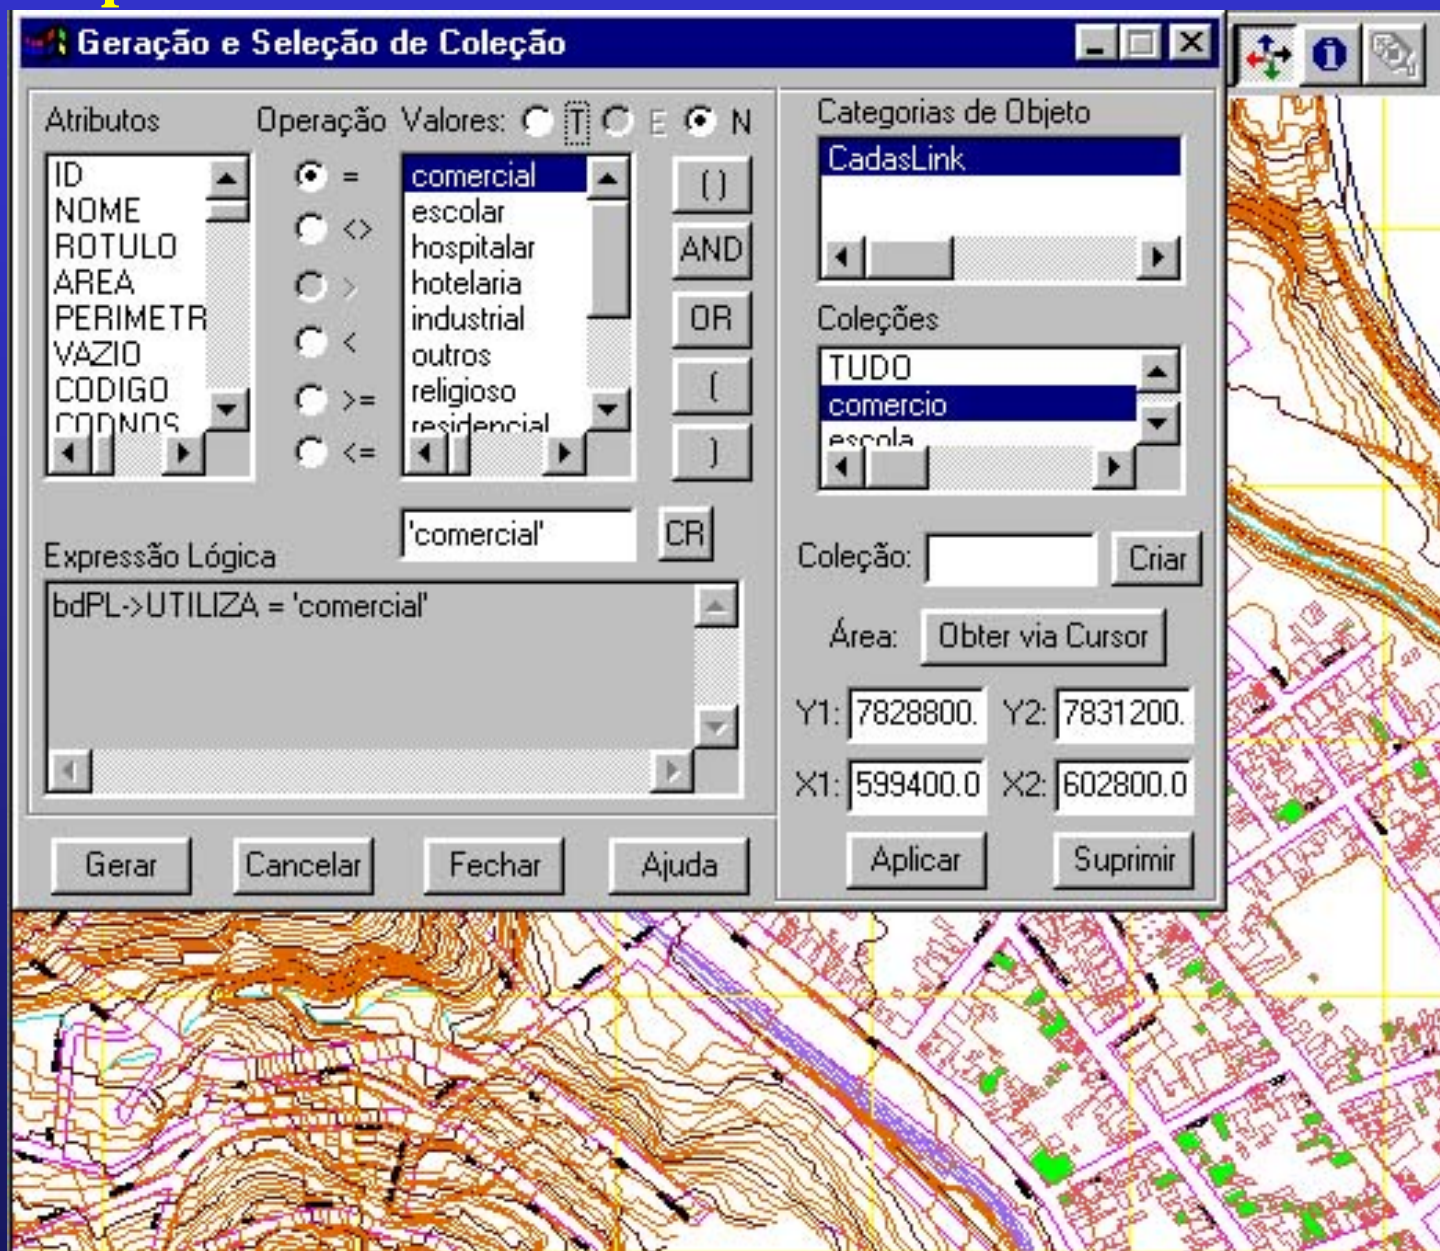 Geração e Seleção de Coleção
Atributos
Operação
Valores: T E N
ID
NOME
ROTULO
AREA
PERIMETR
VAZIO
CODIGO
CODNOS
=
<>
>
<
>=
<=
comercial
escolar
hospitalar
hotelaria
industrial
outros
religioso
residencial
()
AND
OR
(
)
'comercial'
CR
Expressão Lógica
bdPL->UTILIZA = 'comercial'
Gerar
Cancelar
Fechar
Ajuda
Categorias de Objeto
CadasLink
Coleções
TUDO
comercio
escola
Coleção:
Criar
Área:
Obter via Cursor
Y1: 7828800. Y2: 7831200.
X1: 599400.0 X2: 602800.0
Aplicar
Suprimir